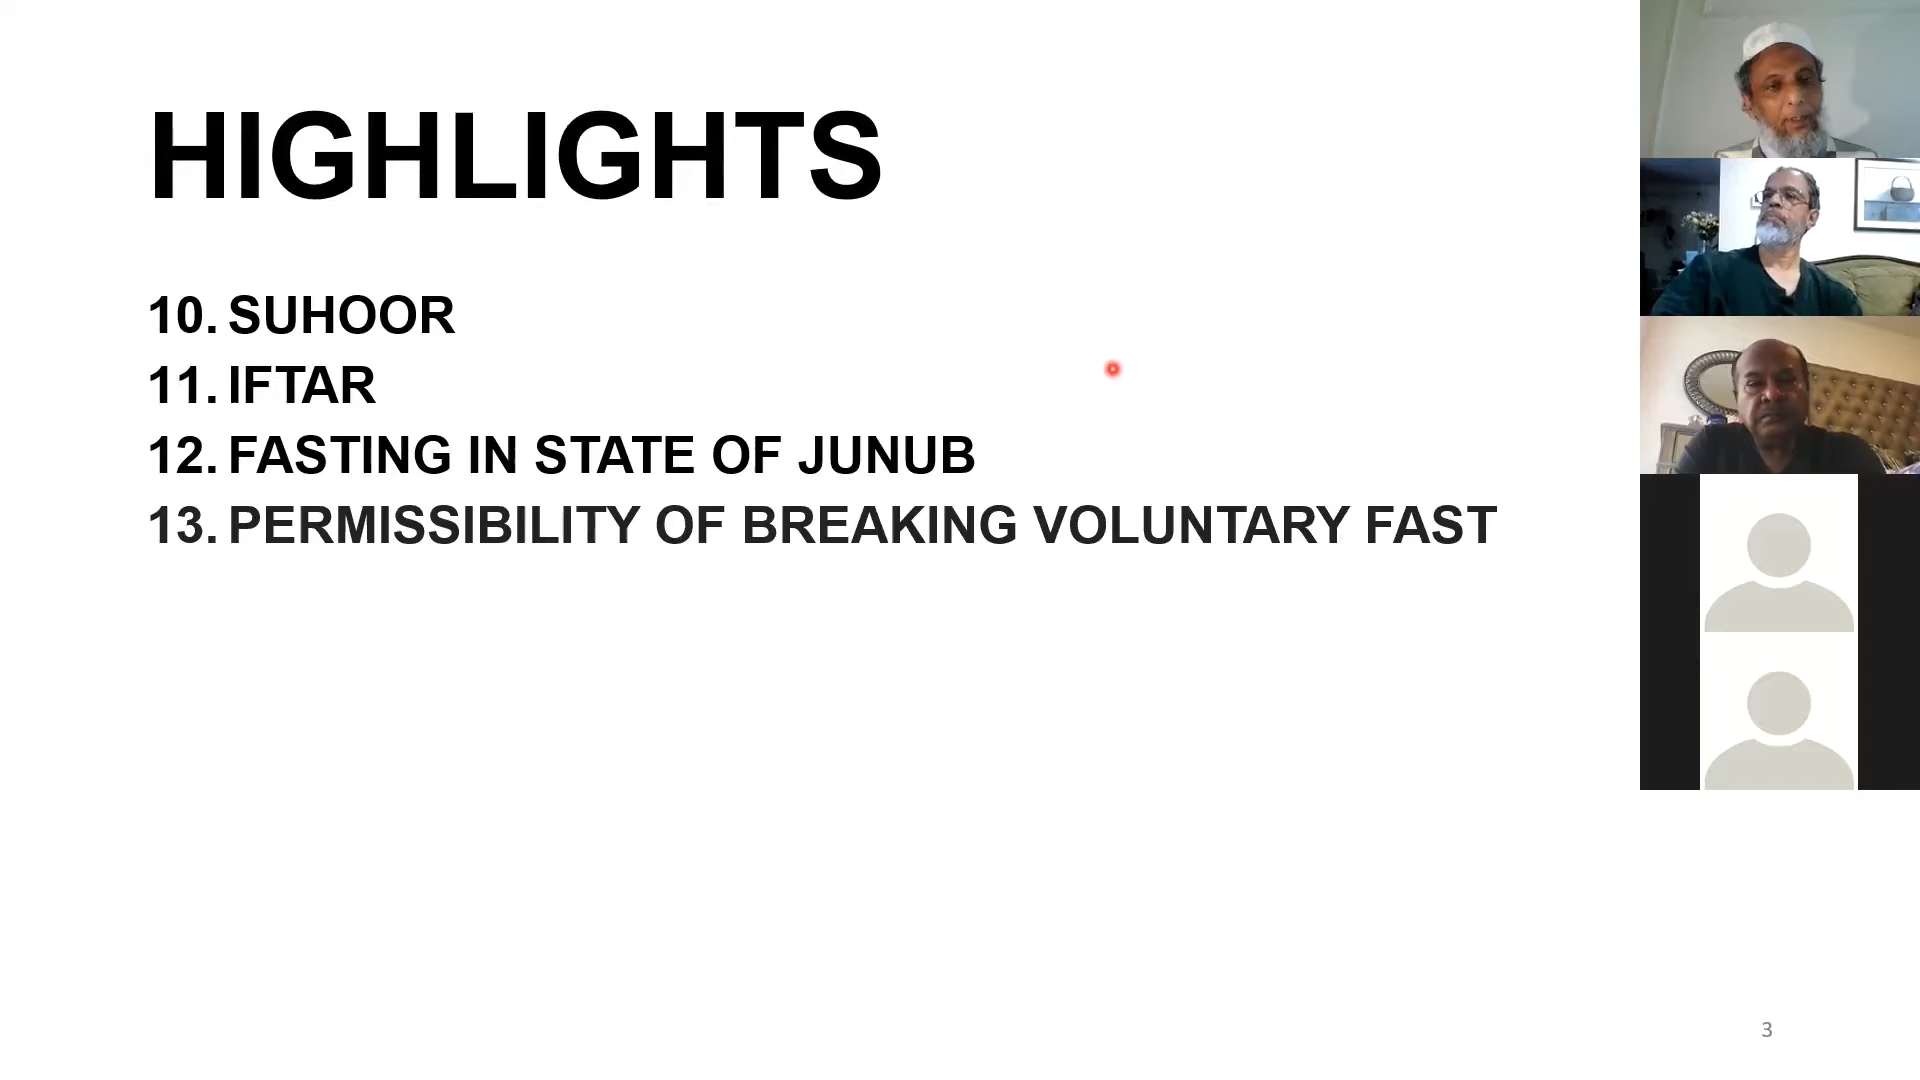 HIGHLIGHTS
10. SUHOOR
11. IFTAR
12. FASTING IN STATE OF JUNUB
13. PERMISSIBILITY OF BREAKING VOLUNTARY FAST
3